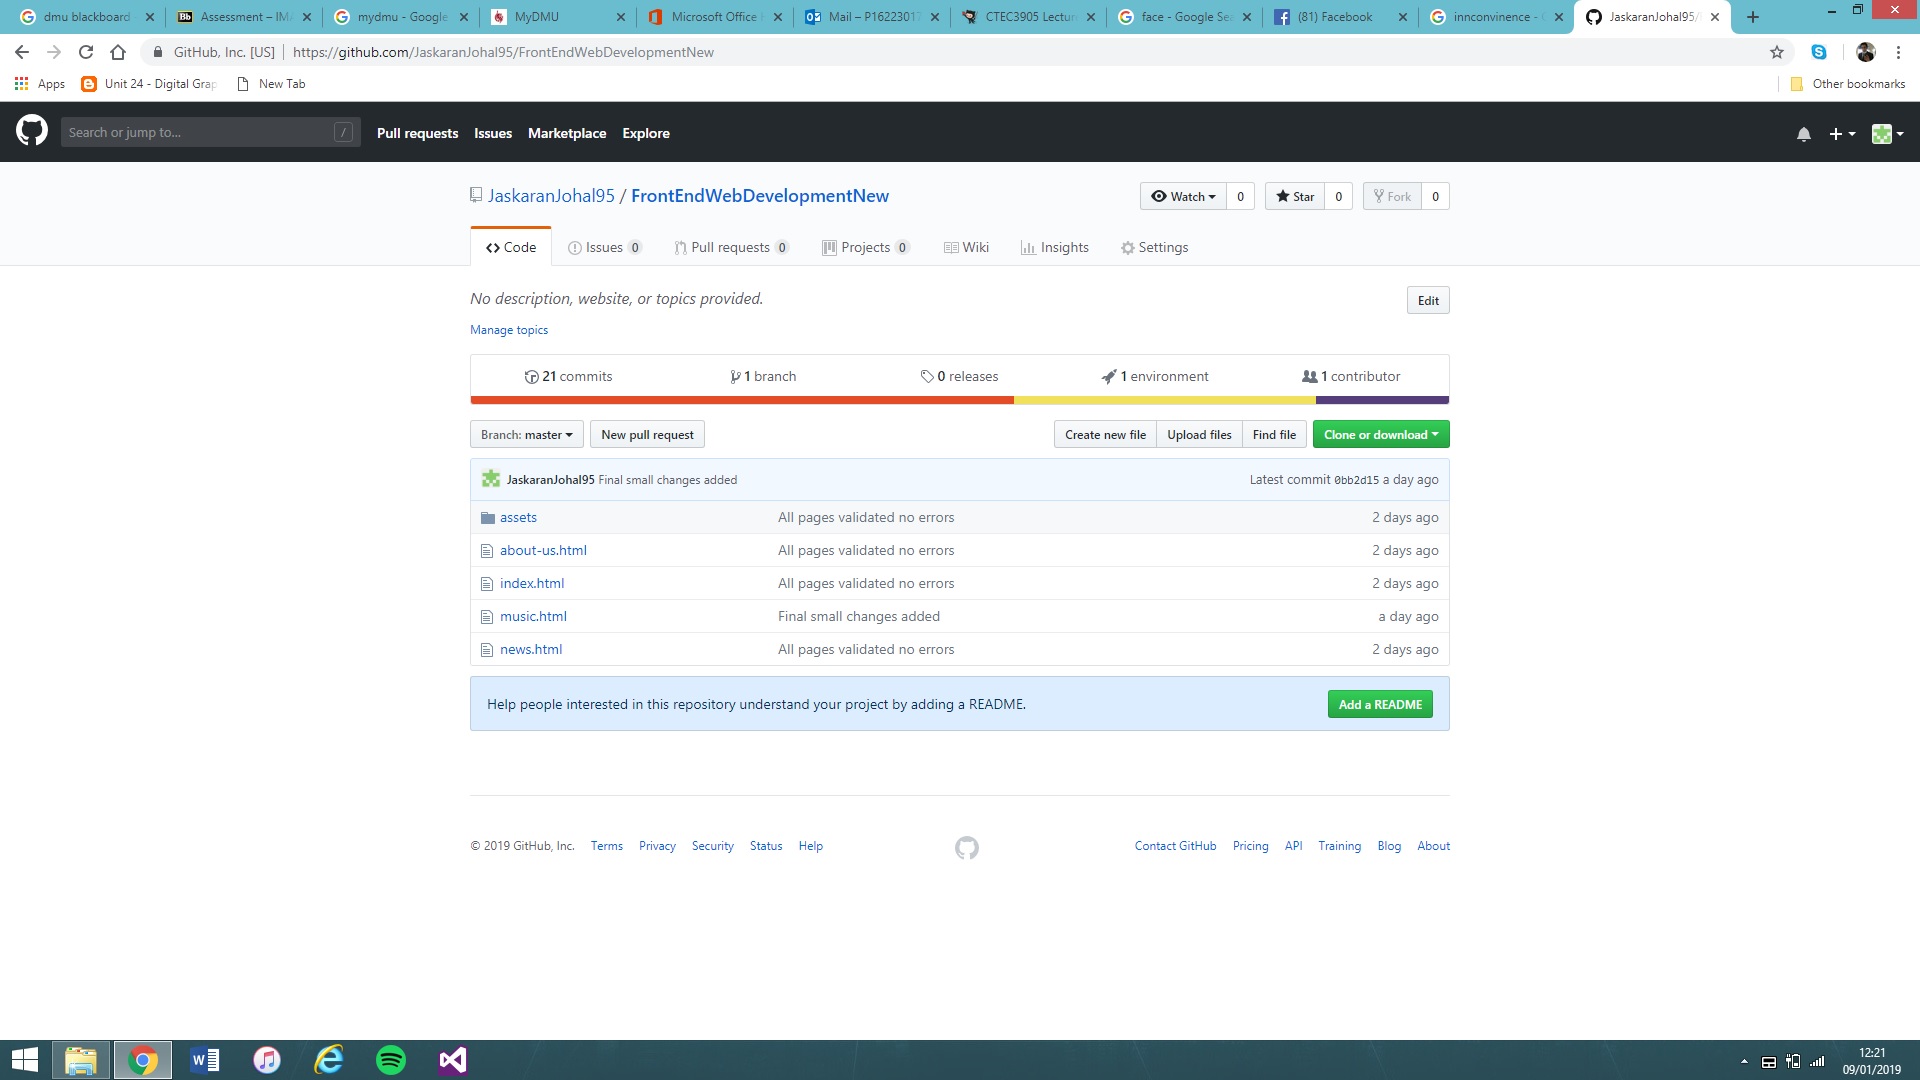 dmu blackboard
Assessment – IMA
mydmu - Google
MyDMU
Microsoft Office
Mail – P16223017
CTEC3905 Lectur
face - Google Sea
(81) Facebook
innconvinence -
JaskaranJohal95/
GitHub, Inc. [US]
https://github.com/JaskaranJohal95/FrontEndWebDevelopmentNew
Apps
Unit 24 - Digital Grap
New Tab
Other bookmarks
Search or jump to...
/
Pull requests
Issues
Marketplace
Explore
JaskaranJohal95 / FrontEndWebDevelopmentNew
Watch 0
Star 0
Fork 0
Code
Issues 0
Pull requests 0
Projects 0
Wiki
Insights
Settings
No description, website, or topics provided.
Edit
Manage topics
21 commits
1 branch
0 releases
1 environment
1 contributor
Branch: master
New pull request
Create new file
Upload files
Find file
Clone or download
JaskaranJohal95 Final small changes added
Latest commit 0bb2d15 a day ago
assets
All pages validated no errors
2 days ago
about-us.html
All pages validated no errors
2 days ago
index.html
All pages validated no errors
2 days ago
music.html
Final small changes added
a day ago
news.html
All pages validated no errors
2 days ago
Help people interested in this repository understand your project by adding a README.
Add a README
© 2019 GitHub, Inc.
Terms
Privacy
Security
Status
Help
Contact GitHub
Pricing
API
Training
Blog
About
12:21
09/01/2019